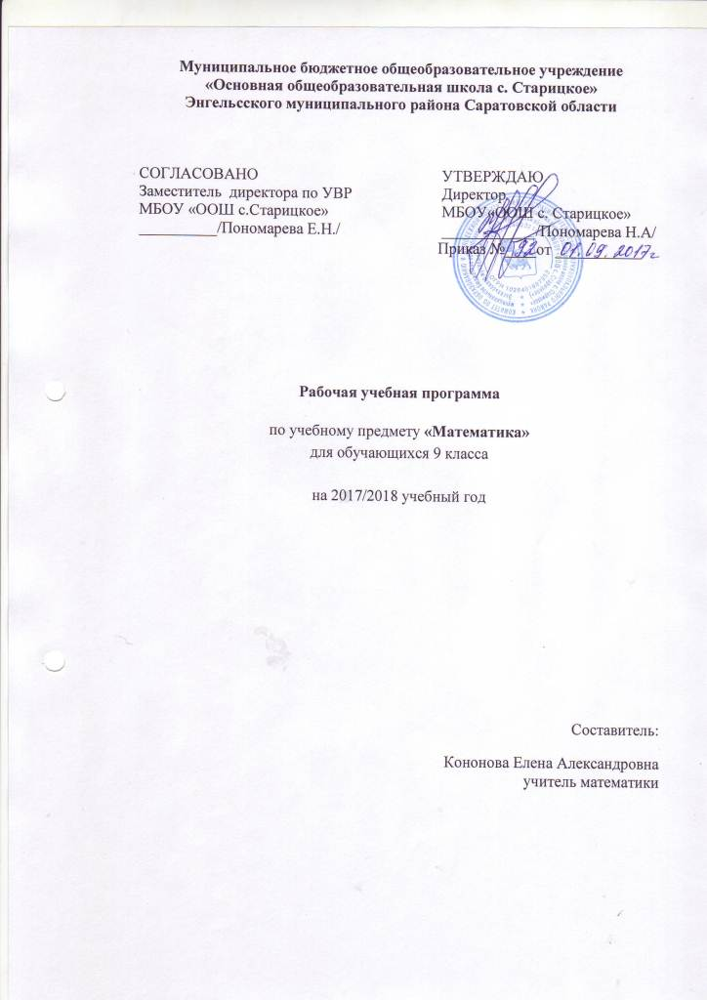 Муниципальное бюджетное общеобразовательное учреждение
«Основная общеобразовательная школа с. Старицкое»
Энгельсского муниципального района Саратовской области
СОГЛАСОВАНО
Заместитель директора по УВР
МБОУ «ООШ с.Старицкое»
__________/Пономарева Е.Н./
УТВЕРЖДАЮ
Директор
МБОУ«ООШ с. Старицкое»
____________/Пономарева Н.А/
Приказ № 92 от 01.09.2017г
Рабочая учебная программа
по учебному предмету «Математика»
для обучающихся 9 класса
на 2017/2018 учебный год
Составитель:
Кононова Елена Александровна
учитель математики